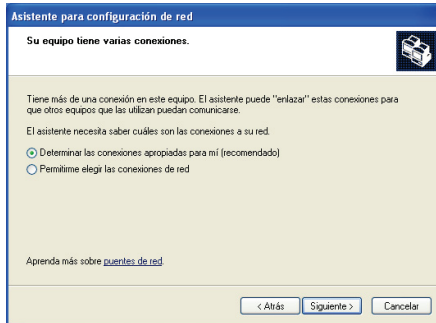 Asistente para configuración de red
Su equipo tiene varias conexiones.
Tiene más de una conexión en este equipo. El asistente puede "enlazar" estas conexiones para
que otros equipos que las utilizan puedan comunicarse.
El asistente necesita saber cuáles son las conexiones a su red.
Determinar las conexiones apropiadas para mí (recomendado)
Permitirme elegir las conexiones de red
Aprenda más sobre puentes de red.
< Atrás Siguiente > Cancelar